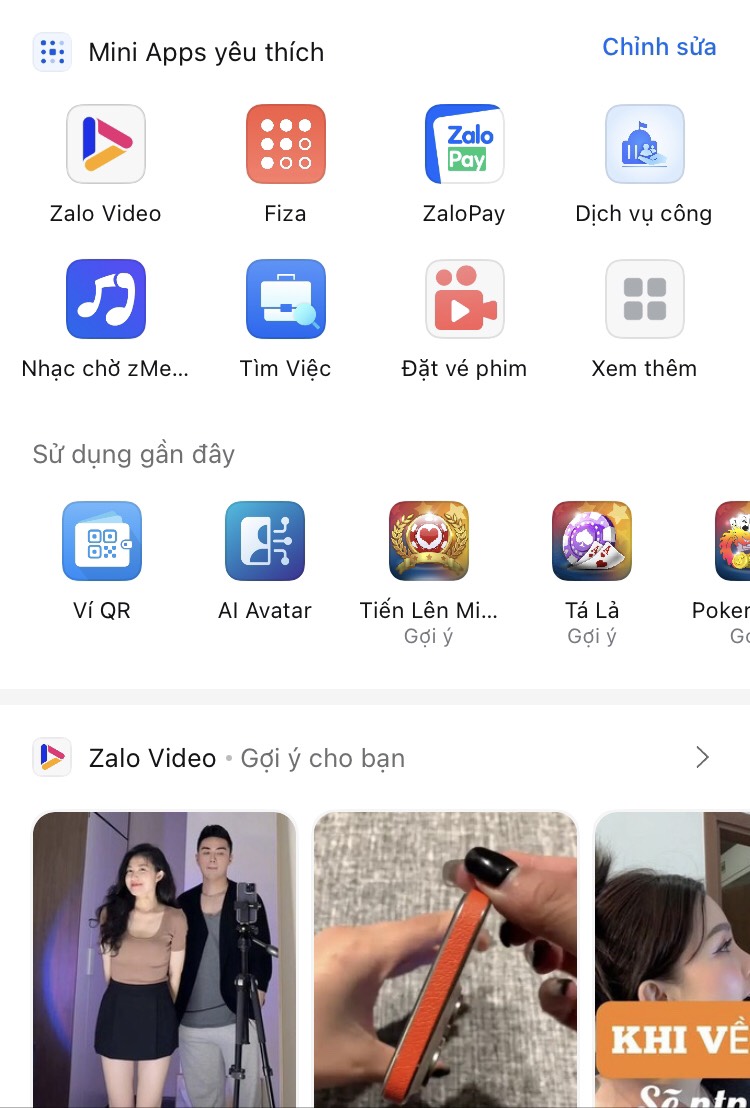 Mini Apps yêu thích
Chỉnh sửa
Zalo
Pay
Zalo Video
Fiza
ZaloPay
Dịch vụ công
Nhạc chờ zMe...
Tìm Việc
Đặt vé phim
Xem thêm
Sử dụng gần đây
Ví QR
AI Avatar
Tiến Lên Mi...
Tá Lả
Poker
Gợi ý
Gợi ý
Zalo Video • Gợi ý cho bạn
KHI VỀ